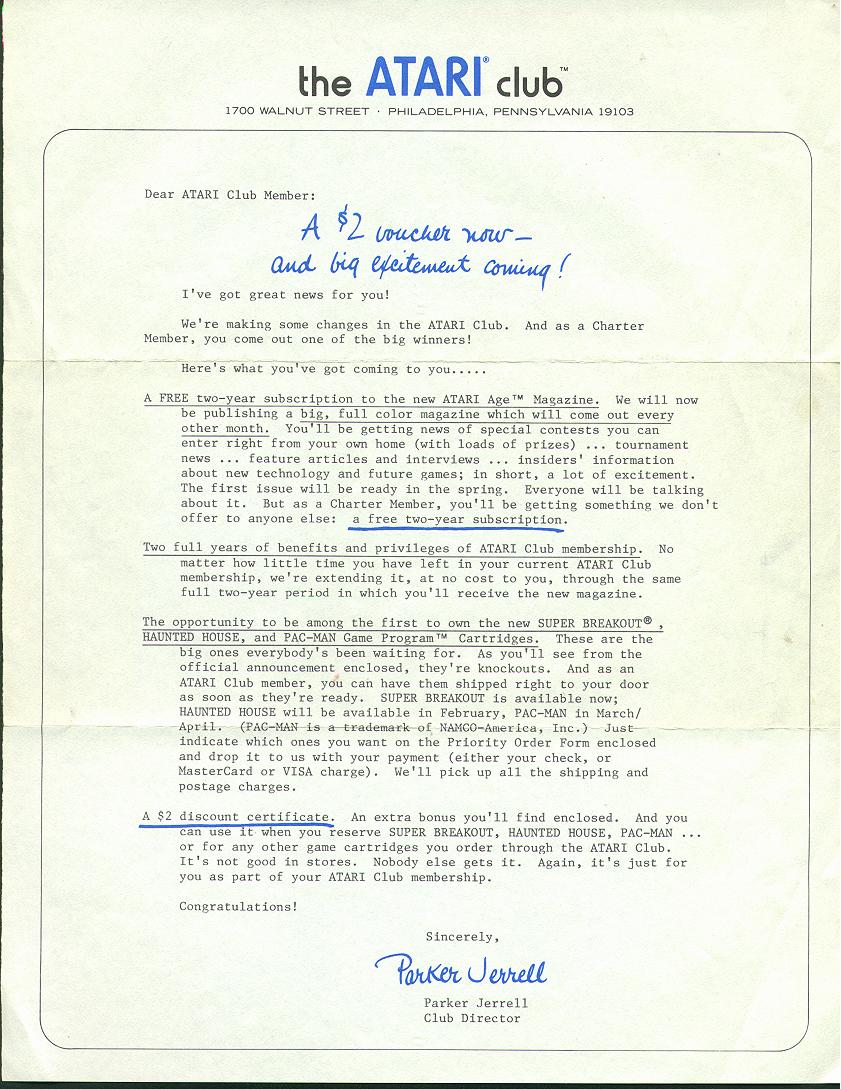 the ATARI® club™
1700 WALNUT STREET · PHILADELPHIA, PENNSYLVANIA 19103
Dear ATARI Club Member:
A $2 voucher now —
and big excitement coming!
I've got great news for you!
We're making some changes in the ATARI Club. And as a Charter
Member, you come out one of the big winners!
Here's what you've got coming to you.....
A FREE two-year subscription to the new ATARI Age™ Magazine. We will now
be publishing a big, full color magazine which will come out every
other month. You'll be getting news of special contests you can
enter right from your own home (with loads of prizes) ... tournament
news ... feature articles and interviews ... insiders' information
about new technology and future games; in short, a lot of excitement.
The first issue will be ready in the spring. Everyone will be talking
about it. But as a Charter Member, you'll be getting something we don't
offer to anyone else: a free two-year subscription.
Two full years of benefits and privileges of ATARI Club membership. No
matter how little time you have left in your current ATARI Club
membership, we're extending it, at no cost to you, through the same
full two-year period in which you'll receive the new magazine.
The opportunity to be among the first to own the new SUPER BREAKOUT®,
HAUNTED HOUSE, and PAC-MAN Game Program™ Cartridges. These are the
big ones everybody's been waiting for. As you'll see from the
official announcement enclosed, they're knockouts. And as an
ATARI Club member, you can have them shipped right to your door
as soon as they're ready. SUPER BREAKOUT is available now;
HAUNTED HOUSE will be available in February, PAC-MAN in March/
April. (PAC-MAN is a trademark of NAMCO-America, Inc.) Just
indicate which ones you want on the Priority Order Form enclosed
and drop it to us with your payment (either your check, or
MasterCard or VISA charge). We'll pick up all the shipping and
postage charges.
A $2 discount certificate. An extra bonus you'll find enclosed. And you
can use it when you reserve SUPER BREAKOUT, HAUNTED HOUSE, PAC-MAN ...
or for any other game cartridges you order through the ATARI Club.
It's not good in stores. Nobody else gets it. Again, it's just for
you as part of your ATARI Club membership.
Congratulations!
Sincerely,
Parker Jerrell
Parker Jerrell
Club Director